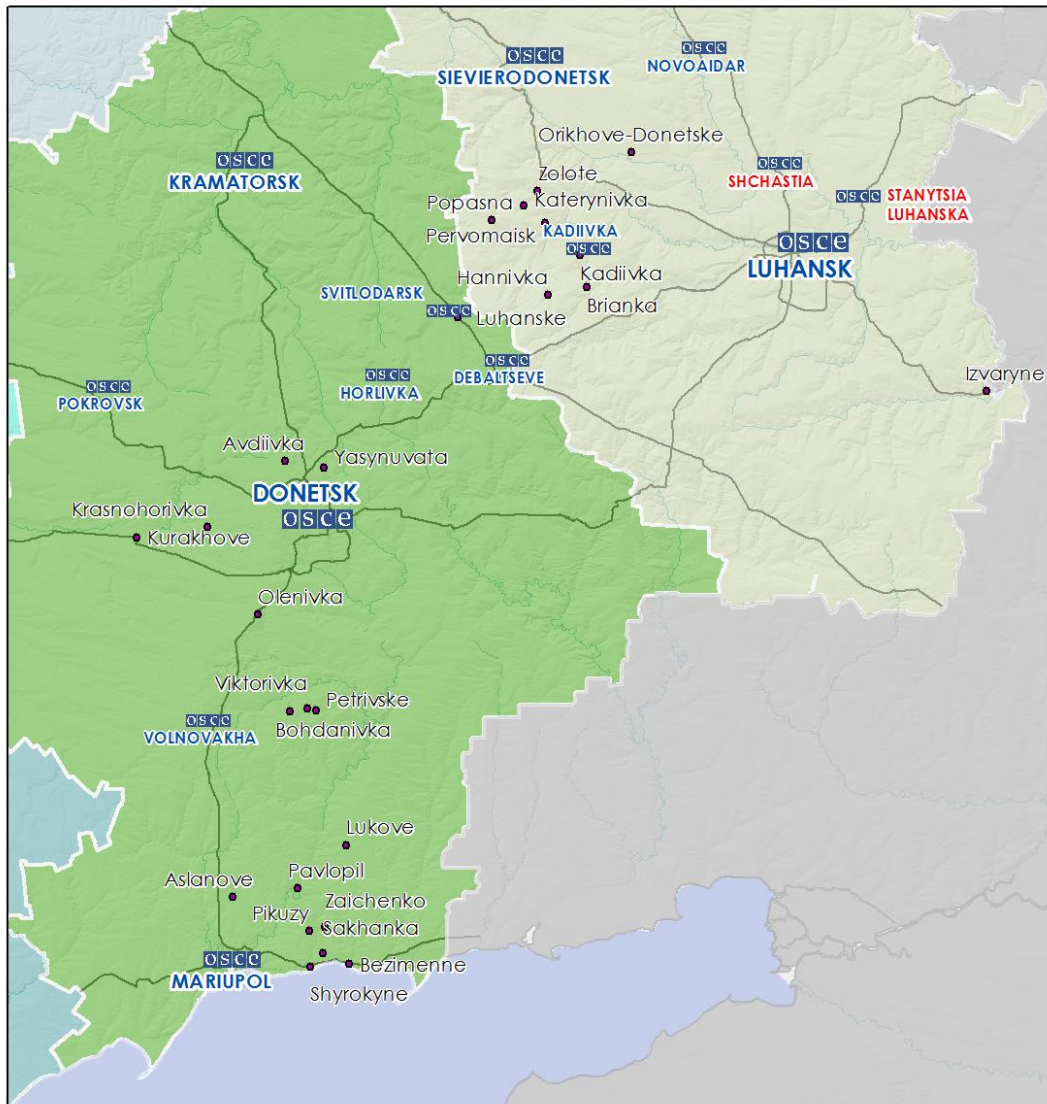 osce
SIEVIERODONETSK
osce
NOVOAIDAR
Orikhove-Donetske
osce
KRAMATORSK
osce
SHCHASTIA
Zolote
osce
STANYTSIA
LUHANSKA
Popasna
Katerynivka
Pervomaisk
KADIIVKA
osce
osce
LUHANSK
Hannivka
Kadiivka
Brianka
SVITLODARSK
osce
Luhanske
osce
DEBALTSEVE
osce
HORLIVKA
osce
POKROVSK
Izvaryne
Avdiivka
Yasynuvata
DONETSK
osce
Krasnohorivka
Kurakhove
Olenivka
Viktorivka
Petrivske
Bohdanivka
osce
VOLNOVAKHA
Lukove
Aslanove
Pavlopil
Zaichenko
Pikuzy
Sakhanka
osce
MARIUPOL
Bezimenne
Shyrokyne